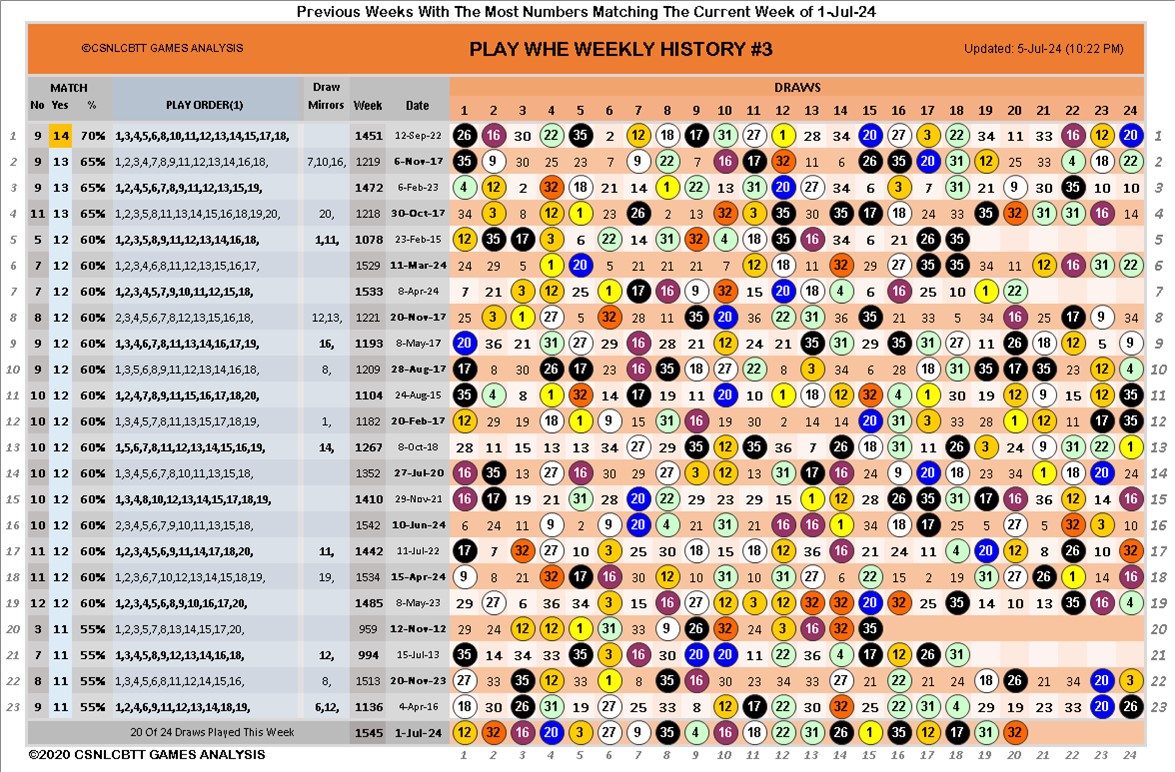 Previous Weeks With The Most Numbers Matching The Current Week of 1-Jul-24
©CSNLCBTT GAMES ANALYSIS PLAY WHE WEEKLY HISTORY #3 Updated: 5-Jul-24 (10:22 PM)
MATCH Draw DRAWS
No Yes % PLAY ORDER(1) Mirrors Week Date 1 2 3 4 5 6 7 8 9 10 11 12 13 14 15 16 17 18 19 20 21 22 23 24
1 9 14 70% 1,3,4,5,6,8,10,11,12,13,14,15,17,18, 1451 12-Sep-22 26 16 30 22 35 2 12 18 17 31 27 1 28 34 20 27 3 22 34 11 33 16 12 20 1
2 9 13 65% 1,2,3,4,7,8,9,11,12,13,14,16,18, 7,10,16, 1219 6-Nov-17 35 9 30 25 23 7 9 22 7 16 17 32 11 6 16 35 20 31 12 25 33 4 18 22 2
3 9 13 65% 1,2,4,5,6,7,8,9,11,12,13,15,19, 1472 6-Feb-23 4 12 2 32 18 21 14 1 22 13 31 20 27 34 6 3 7 31 21 9 30 35 10 10 3
4 11 13 65% 1,2,3,5,8,11,13,14,15,16,18,19,20, 20, 1218 30-Oct-17 34 3 8 12 1 23 26 2 13 32 3 35 30 35 17 18 24 33 35 32 31 31 16 14 4
5 5 12 60% 1,2,3,5,8,9,11,12,13,14,16,18, 1,11, 1078 23-Feb-15 12 35 17 3 6 22 14 31 32 4 18 35 16 34 6 21 26 35 5
6 7 12 60% 1,2,3,4,6,8,11,12,13,15,16,17, 1529 11-Mar-24 24 29 5 1 20 5 21 21 21 7 12 18 11 32 29 27 35 35 34 11 12 16 31 22 6
7 7 12 60% 1,2,3,4,5,7,9,10,11,12,15,18, 1533 8-Apr-24 7 21 3 12 25 1 17 16 9 32 15 20 18 4 6 16 25 10 1 22 7
8 8 12 60% 2,3,4,5,6,7,8,12,13,15,16,18, 12,13, 1221 20-Nov-17 25 3 1 27 5 32 28 11 35 20 36 22 31 8 35 21 33 5 34 16 25 17 9 34 8
9 9 12 60% 1,3,4,6,7,8,11,13,14,16,17,19, 16, 1193 8-May-17 20 36 21 31 27 29 16 28 21 12 24 21 35 31 29 35 31 27 11 26 18 12 5 9 9
10 9 12 60% 1,3,5,6,8,9,11,12,13,14,16,18, 8, 1209 28-Aug-17 17 8 30 26 17 23 16 35 18 27 22 8 3 34 6 28 18 31 35 17 35 23 12 4 10
11 10 12 60% 1,2,4,7,8,9,11,15,16,17,18,20, 1104 24-Aug-15 35 4 8 1 32 14 17 19 11 20 10 1 18 12 32 4 1 30 21 12 9 15 12 35 11
12 10 12 60% 1,3,4,5,7,8,11,13,15,16,17,18, 1, 1182 20-Feb-17 12 29 19 18 1 9 15 31 16 29 2 15 14 14 20 31 3 33 28 1 12 11 17 35 12
13 10 12 60% 1,5,6,7,8,11,12,13,14,15,16,19, 14, 1267 8-Oct-18 28 11 15 13 13 34 27 29 35 12 35 36 7 26 18 31 11 26 3 24 9 31 22 1 13
14 10 12 60% 1,3,4,5,6,7,8,10,11,13,15,18, 1352 27-Jul-20 16 35 13 27 16 30 29 27 3 12 13 31 17 16 24 9 20 18 23 34 1 18 20 24 14
15 10 12 60% 1,3,4,8,10,12,13,14,15,17,18,19, 1410 29-Nov-21 16 17 19 21 31 28 20 22 29 23 29 15 1 12 28 26 35 31 17 16 36 12 14 16 15
16 10 12 60% 2,3,4,5,6,7,9,10,11,13,15,18, 1542 10-Jun-24 6 24 11 9 2 9 20 4 21 31 21 16 16 1 34 18 17 25 5 27 5 32 3 10 16
17 11 12 60% 1,2,3,4,5,6,9,11,14,17,18,20, 11, 1442 11-Jul-22 17 7 32 27 10 3 25 30 18 15 18 12 36 16 21 24 11 4 20 12 8 26 10 32 17
18 11 12 60% 1,2,3,6,7,10,12,13,14,15,18,19, 19, 1534 15-Apr-24 9 8 21 32 17 16 30 12 10 31 10 31 27 6 22 15 2 19 31 27 26 1 14 16 18
19 12 12 60% 1,2,3,4,5,6,8,9,10,16,17,20, 1485 8-May-23 29 27 6 36 34 3 15 16 27 12 3 12 32 32 20 32 25 35 14 10 13 35 16 4 19
20 3 11 55% 1,2,3,5,7,8,13,14,15,17,20, 959 12-Nov-12 29 24 12 12 1 31 33 9 26 32 24 3 16 32 35 20
21 7 11 55% 1,3,4,5,8,9,12,13,14,16,18, 12, 994 15-Jul-13 35 14 34 33 35 3 16 30 20 20 11 22 36 4 17 12 26 31 21
22 8 11 55% 1,3,4,5,8,11,12,13,14,15,16, 8, 1513 20-Nov-23 27 33 35 12 33 1 8 35 16 30 23 34 14 27 21 22 21 24 18 26 21 34 20 3 22
23 9 11 55% 1,2,4,6,9,11,12,13,14,18,19, 6,12, 1136 4-Apr-16 18 30 26 31 19 27 25 33 8 12 17 22 30 32 25 22 31 4 21 29 23 33 20 26 23
20 Of 24 Draws Played This Week 1545 1-Jul-24 12 32 16 20 3 27 9 35 4 16 18 22 31 26 1 35 12 17 31 32
©2020 CSNLCBTT GAMES ANALYSIS 1 2 3 4 5 6 7 8 9 10 11 12 13 14 15 16 17 18 19 20 21 22 23 24